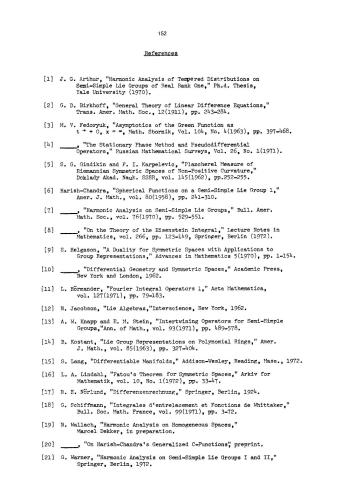 152
References
[1] J. G. Arthur, "Harmonic Analysis of Tempered Distributions on
Semi-Simple Lie Groups of Real Rank One," Ph.d. Thesis,
Yale University (1970).
[2] G. D. Birkhoff, "General Theory of Linear Difference Equations,"
Trans. Amer. Math. Soc., 12(1911), pp. 243-284.
[3] M. V. Fedoryuk, "Asymptotics of the Green Function as
t → + 0, x → ∞, Math. Sbornik, Vol. 104, No. 4(1963), pp. 397-468.
[4] _____, "The Stationary Phase Method and Pseudodifferential
Operators," Russian Mathematical Surveys, Vol. 26, No. 1(1971).
[5] S. G. Gindikin and F. I. Karpelevic, "Plancherel Measure of
Riemannian Symmetric Spaces of Non-Positive Curvature,"
Doklady Akad. Nauk. SSSR, vol. 145(1962), pp.252-255.
[6] Harish-Chandra, "Spherical Functions on a Semi-Simple Lie Group 1,"
Amer. J. Math., vol. 80(1958), pp. 241-310.
[7] _____, "Harmonic Analysis on Semi-Simple Lie Groups," Bull. Amer.
Math. Soc., vol. 76(1970), pp. 529-551.
[8] _____, "On the Theory of the Eisenstein Integral," Lecture Notes in
Mathematics, vol. 266, pp. 123-149, Springer, Berlin (1972).
[9] S. Helgason, "A Duality for Symmetric Spaces with Applications to
Group Representations," Advances in Mathematics 5(1970), pp. 1-154.
[10] _____, "Differential Geometry and Symmetric Spaces," Academic Press,
New York and London, 1962.
[11] L. Hörmander, "Fourier Integral Operators 1," Acta Mathematica,
vol. 127(1971), pp. 79-183.
[12] N. Jacobson, "Lie Algebras,"Interscience, New York, 1962.
[13] A. W. Knapp and E. M. Stein, "Intertwining Operators for Semi-Simple
Groups,"Ann. of Math., vol. 93(1971), pp. 489-578.
[14] B. Kostant, "Lie Group Representations on Polynomial Rings," Amer.
J. Math., vol. 85(1963), pp. 327-404.
[15] S. Lang, "Differentiable Manifolds," Addison-Wesley, Reading, Mass., 1972.
[16] L. A. Lindahl, "Fatou's Theorem for Symmetric Spaces," Arkiv for
Mathematik, vol. 10, No. 1(1972), pp. 33-47.
[17] N. E. Nörlund, "Differenzenrechnung," Springer, Berlin, 1924.
[18] G. Schiffmann, "Integrales d'entrelacement et Fonctions de Whittaker,"
Bull. Soc. Math. France, vol. 99(1971), pp. 3-72.
[19] N. Wallach, "Harmonic Analysis on Homogeneous Spaces,"
Marcel Dekker, in preparation.
[20] _____, "On Harish-Chandra's Generalized C-Functions", preprint.
[21] G. Warner, "Harmonic Analysis on Semi-Simple Lie Groups I and II,"
Springer, Berlin, 1972.